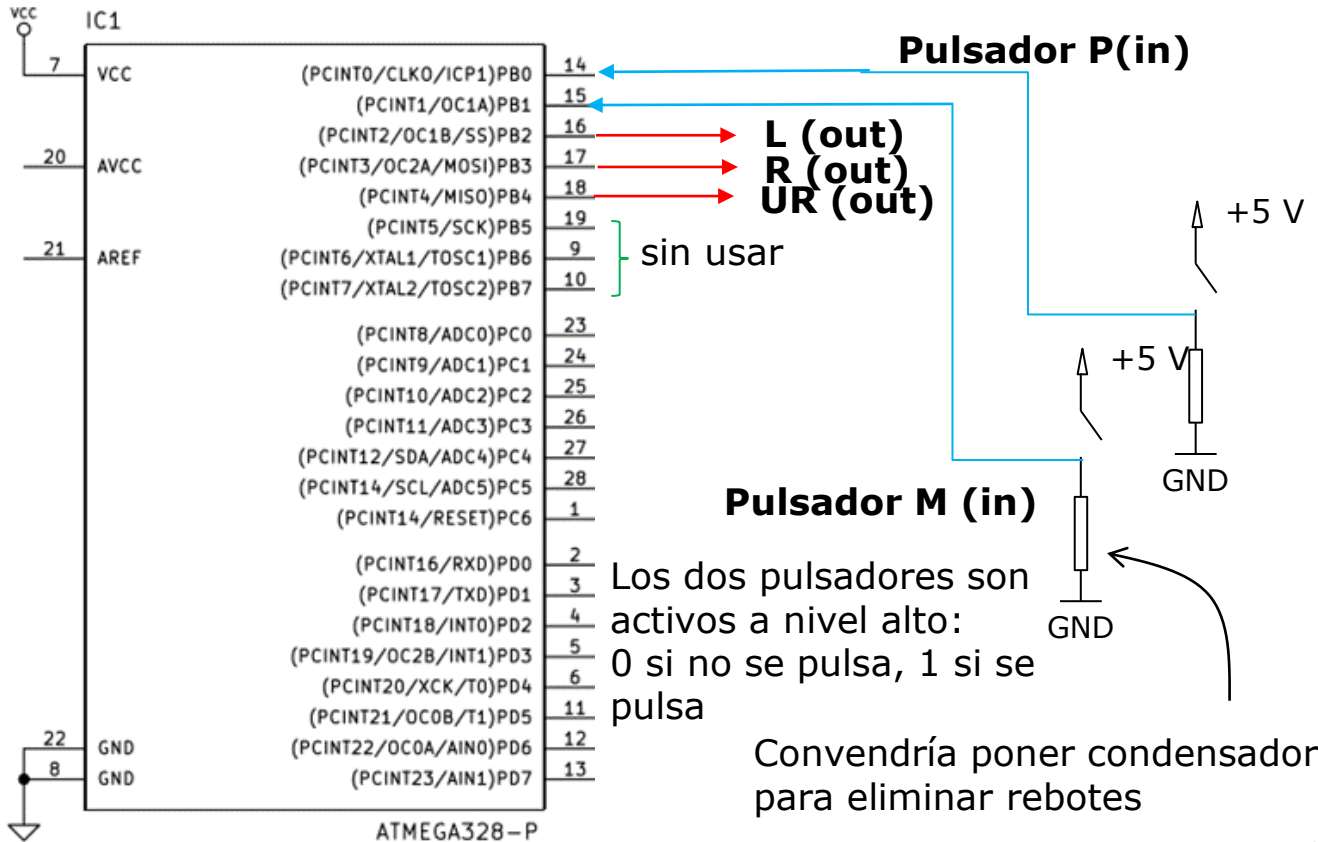 VCC
IC1
7 VCC
20 AVCC
21 AREF
22 GND
8 GND
(PCINT0/CLKO/ICP1)PB0 14
(PCINT1/OC1A)PB1 15
(PCINT2/OC1B/SS)PB2 16
(PCINT3/OC2A/MOSI)PB3 17
(PCINT4/MISO)PB4 18
(PCINT5/SCK)PB5 19
(PCINT6/XTAL1/TOSC1)PB6 9
(PCINT7/XTAL2/TOSC2)PB7 10
(PCINT8/ADC0)PC0 23
(PCINT9/ADC1)PC1 24
(PCINT10/ADC2)PC2 25
(PCINT11/ADC3)PC3 26
(PCINT12/SDA/ADC4)PC4 27
(PCINT14/SCL/ADC5)PC5 28
(PCINT14/RESET)PC6 1
(PCINT16/RXD)PD0 2
(PCINT17/TXD)PD1 3
(PCINT18/INT0)PD2 4
(PCINT19/OC2B/INT1)PD3 5
(PCINT20/XCK/T0)PD4 6
(PCINT21/OC0B/T1)PD5 11
(PCINT22/OC0A/AIN0)PD6 12
(PCINT23/AIN1)PD7 13
ATMEGA328-P
Pulsador P(in)
L (out)
R (out)
UR (out)
sin usar
+5 V
GND
+5 V
GND
Pulsador M (in)
Los dos pulsadores son
activos a nivel alto:
0 si no se pulsa, 1 si se
pulsa
Convendría poner condensador
para eliminar rebotes